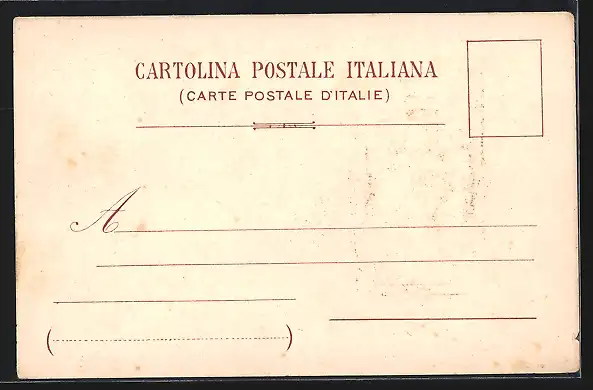 CARTOLINA POSTALE ITALIANA
(CARTE POSTALE D'ITALIE)
A
( )